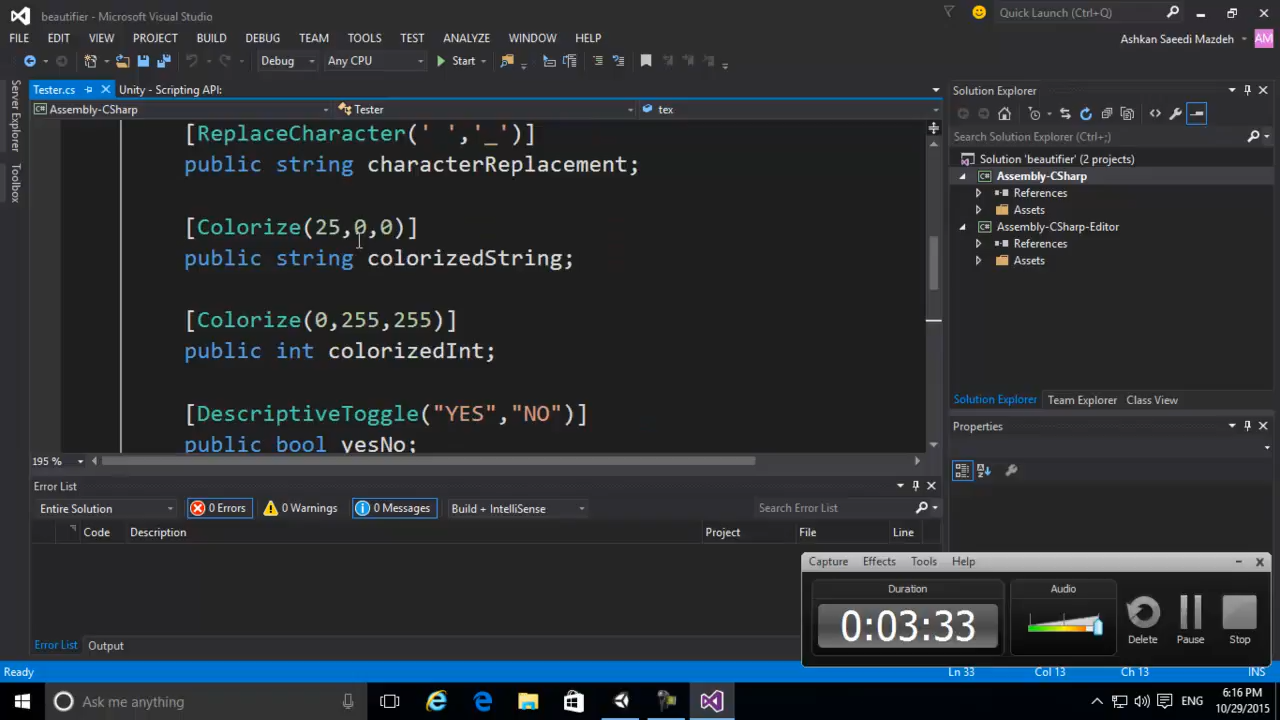 beautifier - Microsoft Visual Studio
Quick Launch (Ctrl+Q)
FILE EDIT VIEW PROJECT BUILD DEBUG TEAM TOOLS TEST ANALYZE WINDOW HELP
Ashkan Saeedi Mazdeh AM
Debug Any CPU Start
Server Explorer
Toolbox
Tester.cs Unity - Scripting API:
Assembly-CSharp Tester tex
[ReplaceCharacter(' ','_')]
public string characterReplacement;
[Colorize(25,0,0)]
public string colorizedString;
[Colorize(0,255,255)]
public int colorizedInt;
[DescriptiveToggle("YES","NO")]
public bool yesNo;
195 %
Solution Explorer
Search Solution Explorer (Ctrl+;)
Solution 'beautifier' (2 projects)
Assembly-CSharp
References
Assets
Assembly-CSharp-Editor
References
Assets
Solution Explorer Team Explorer Class View
Properties
Error List
Entire Solution 0 Errors 0 Warnings 0 Messages Build + IntelliSense Search Error List
Code Description Project File Line
Error List Output
Capture Effects Tools Help
Duration Audio
0:03:33
Delete Pause Stop
Ready Ln 33 Col 13 Ch 13 INS
Ask me anything
ENG
6:16 PM
10/29/2015